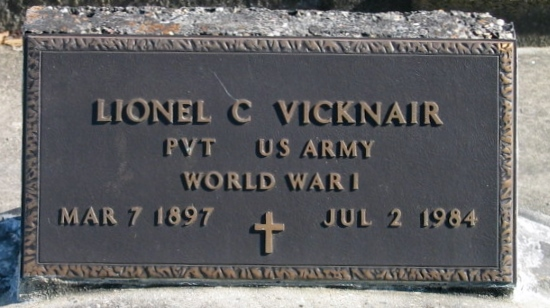 LIONEL C VICKNAIR
PVT US ARMY
WORLD WAR I
MAR 7 1897 JUL 2 1984